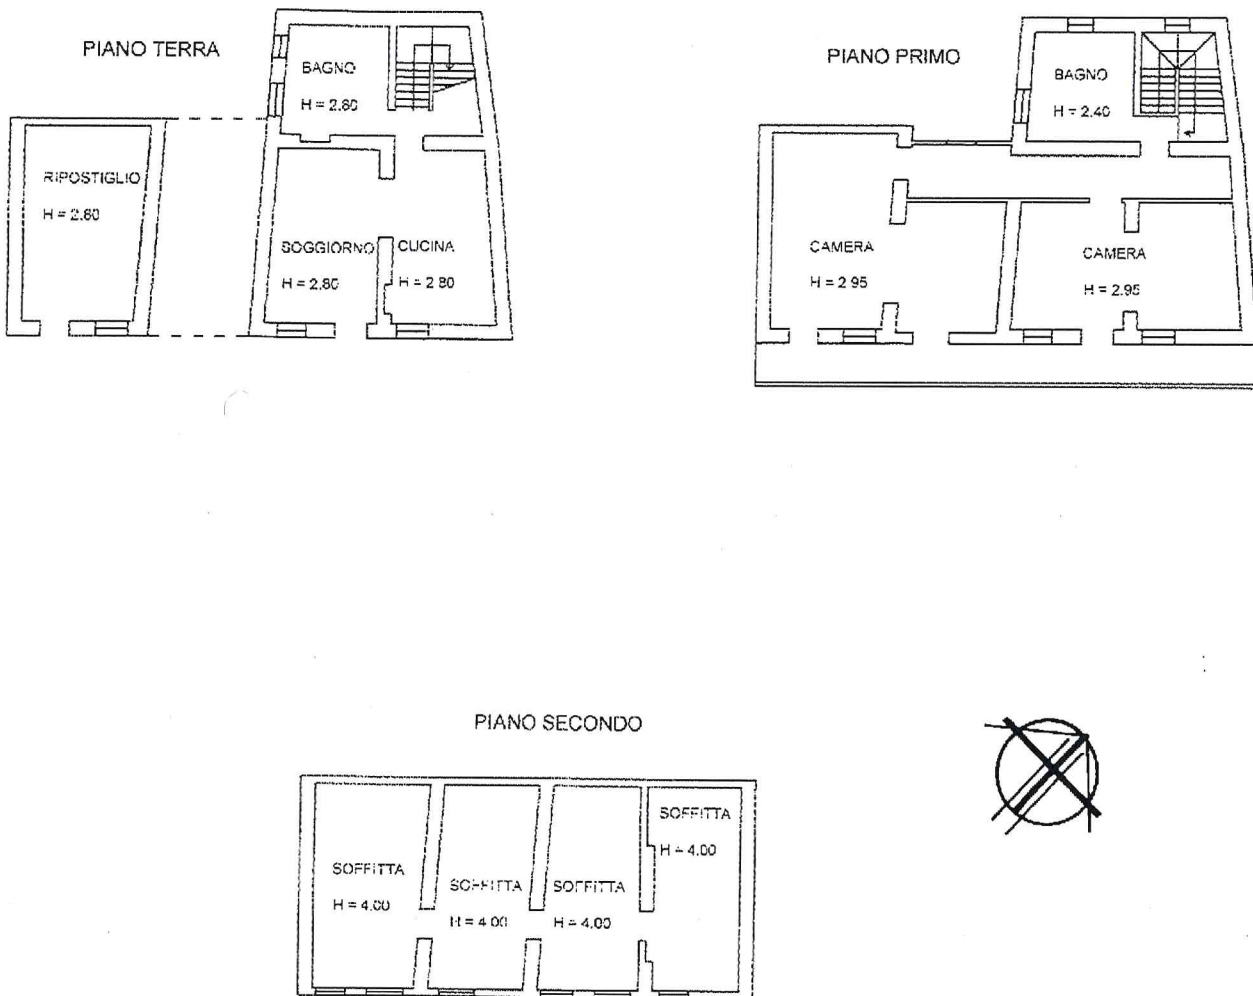 PIANO TERRA
BAGNO
H = 2.80
RIPOSTIGLIO
H = 2.80
SOGGIORNO
H = 2.80
CUCINA
H = 2.80
PIANO PRIMO
BAGNO
H = 2.40
CAMERA
H = 2.95
CAMERA
H = 2.95
PIANO SECONDO
SOFFITTA
H = 4.00
SOFFITTA
H = 4.00
SOFFITTA
H = 4.00
SOFFITTA
H = 4.00